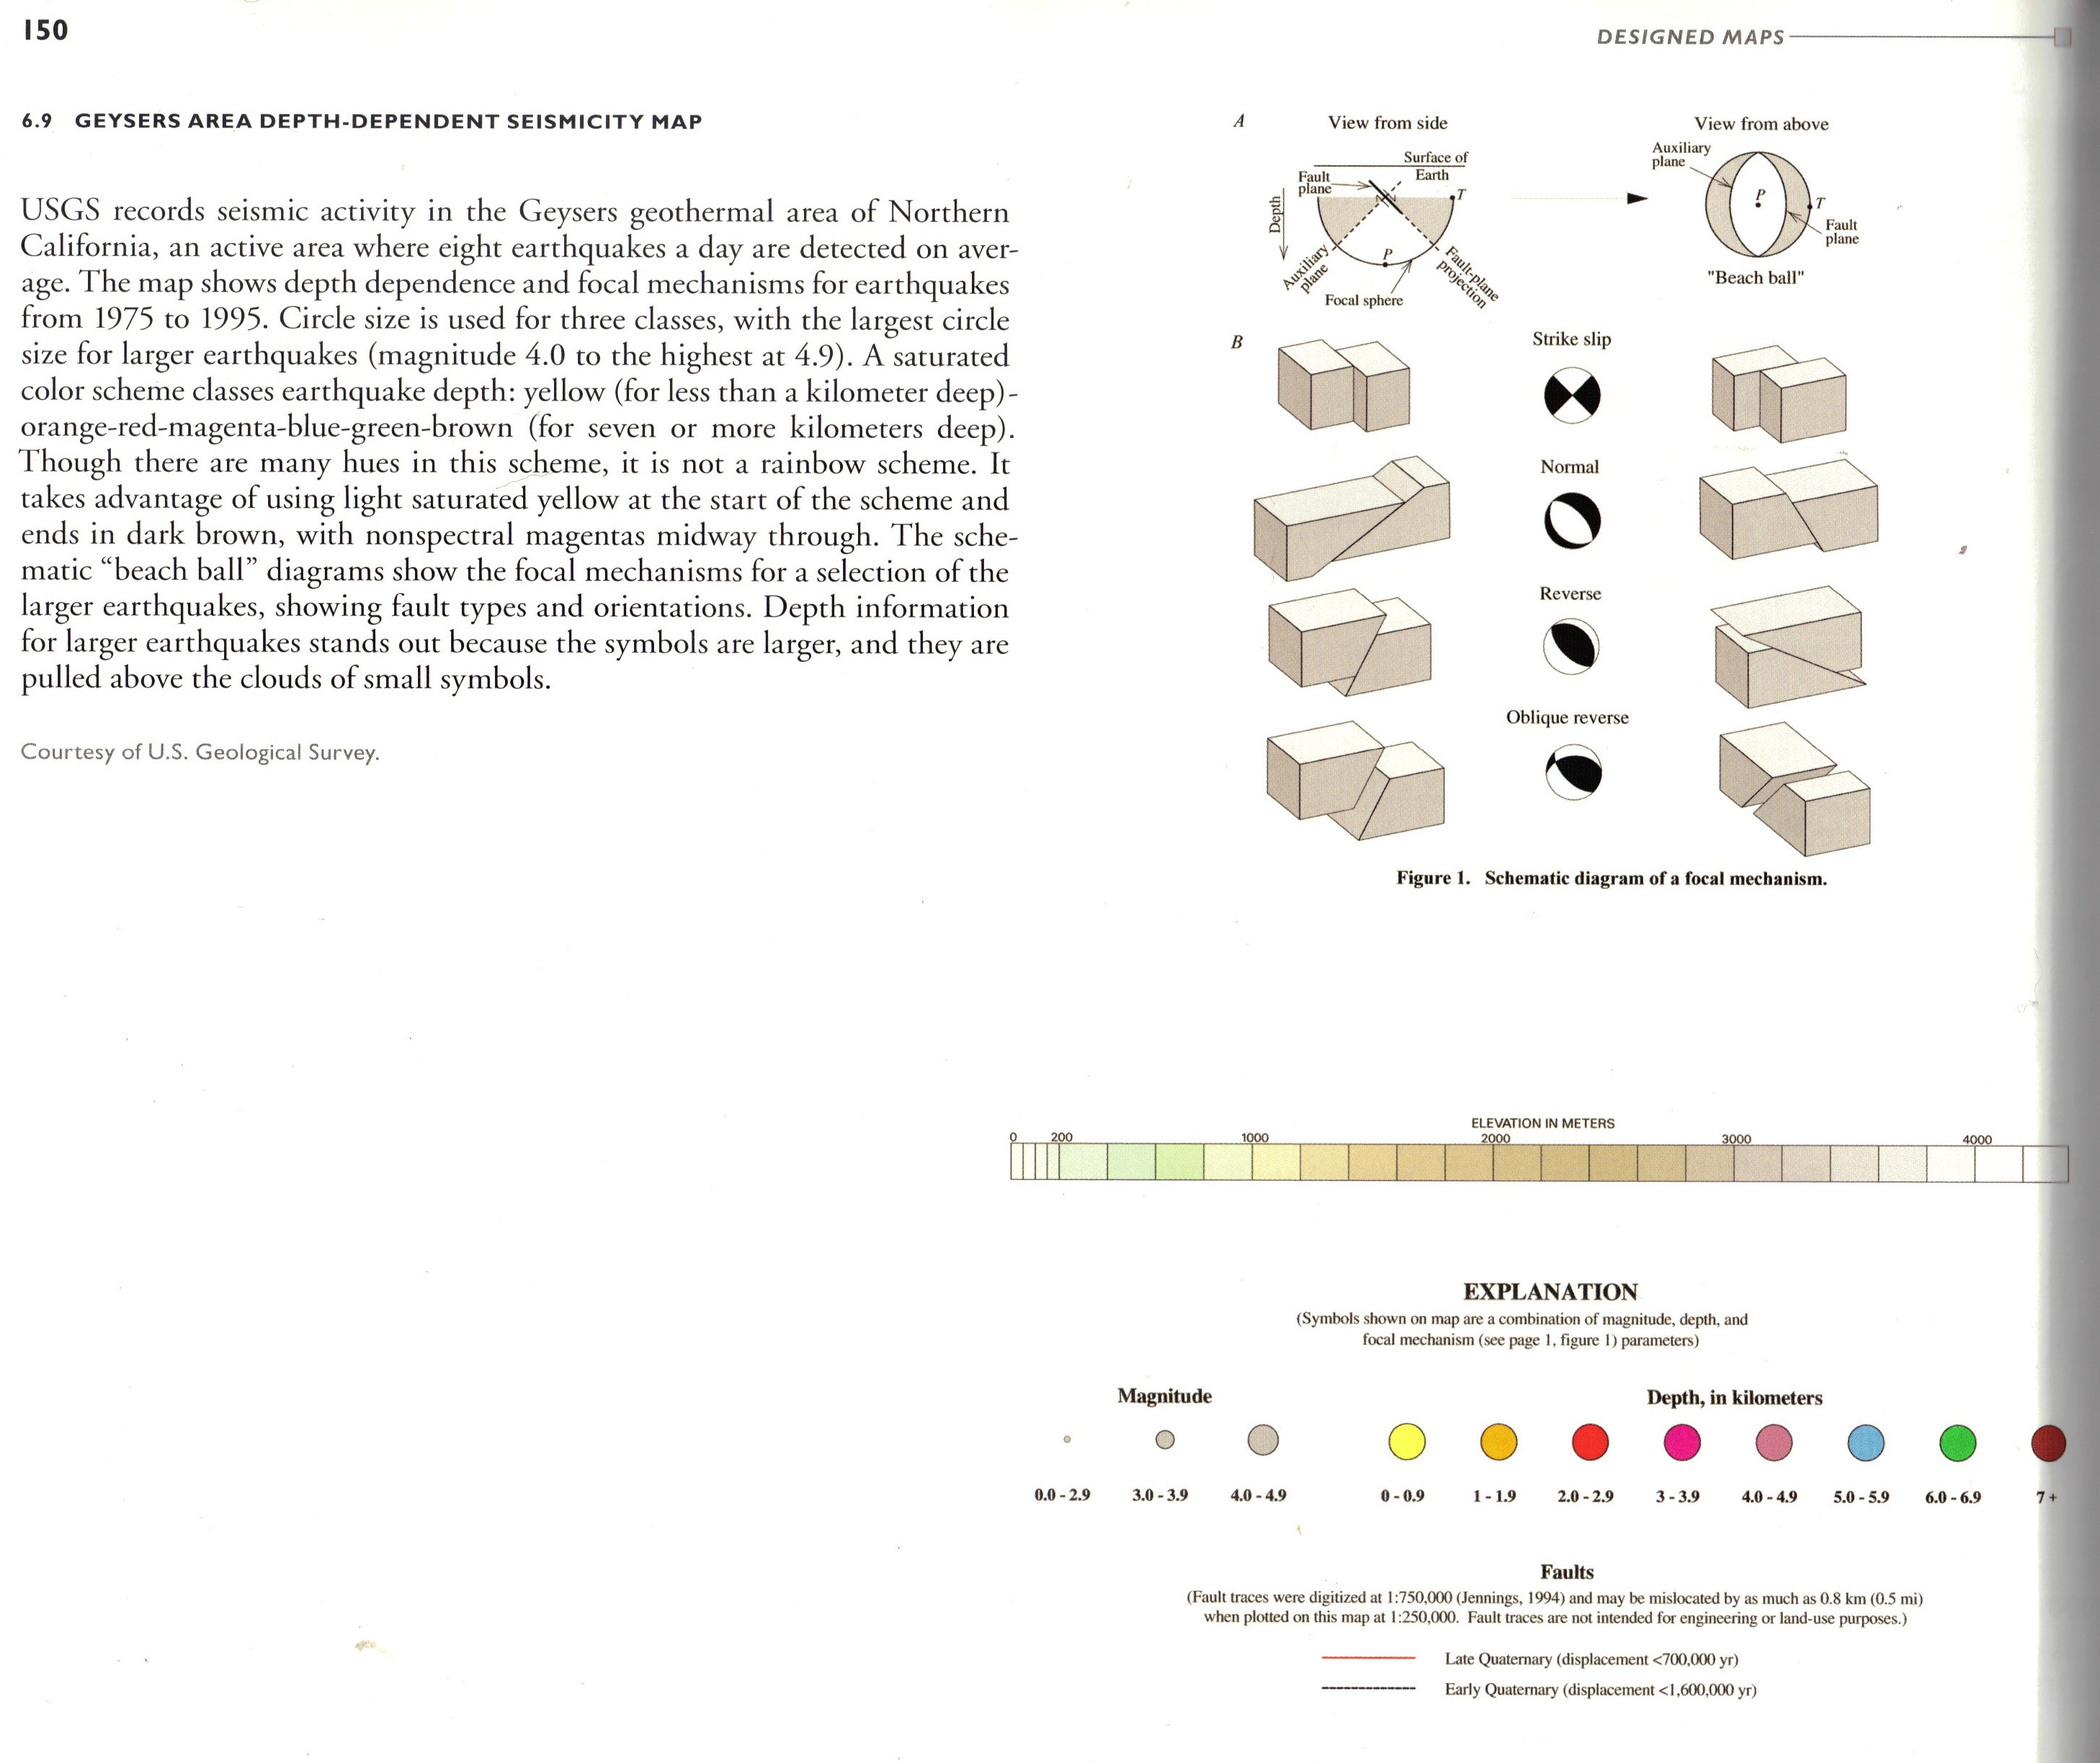 150
DESIGNED MAPS
6.9 GEYSERS AREA DEPTH-DEPENDENT SEISMICITY MAP
USGS records seismic activity in the Geysers geothermal area of Northern
California, an active area where eight earthquakes a day are detected on aver-
age. The map shows depth dependence and focal mechanisms for earthquakes
from 1975 to 1995. Circle size is used for three classes, with the largest circle
size for larger earthquakes (magnitude 4.0 to the highest at 4.9). A saturated
color scheme classes earthquake depth: yellow (for less than a kilometer deep)-
orange-red-magenta-blue-green-brown (for seven or more kilometers deep).
Though there are many hues in this scheme, it is not a rainbow scheme. It
takes advantage of using light saturated yellow at the start of the scheme and
ends in dark brown, with nonspectral magentas midway through. The sche-
matic “beach ball” diagrams show the focal mechanisms for a selection of the
larger earthquakes, showing fault types and orientations. Depth information
for larger earthquakes stands out because the symbols are larger, and they are
pulled above the clouds of small symbols.
Courtesy of U.S. Geological Survey.
A
View from side
View from above
Surface of
Earth
Fault
plane
T
Depth
P
Auxiliary
plane
Fault-plane
projection
Focal sphere
Auxiliary
plane
P
T
Fault
plane
"Beach ball"
B
Strike slip
Normal
Reverse
Oblique reverse
Figure 1. Schematic diagram of a focal mechanism.
ELEVATION IN METERS
0 200 1000 2000 3000 4000
EXPLANATION
(Symbols shown on map are a combination of magnitude, depth, and
focal mechanism (see page 1, figure 1) parameters)
Magnitude
Depth, in kilometers
0.0 - 2.9 3.0 - 3.9 4.0 - 4.9 0 - 0.9 1 - 1.9 2.0 - 2.9 3 - 3.9 4.0 - 4.9 5.0 - 5.9 6.0 - 6.9 7 +
Faults
(Fault traces were digitized at 1:750,000 (Jennings, 1994) and may be mislocated by as much as 0.8 km (0.5 mi)
when plotted on this map at 1:250,000. Fault traces are not intended for engineering or land-use purposes.)
Late Quaternary (displacement <700,000 yr)
Early Quaternary (displacement <1,600,000 yr)